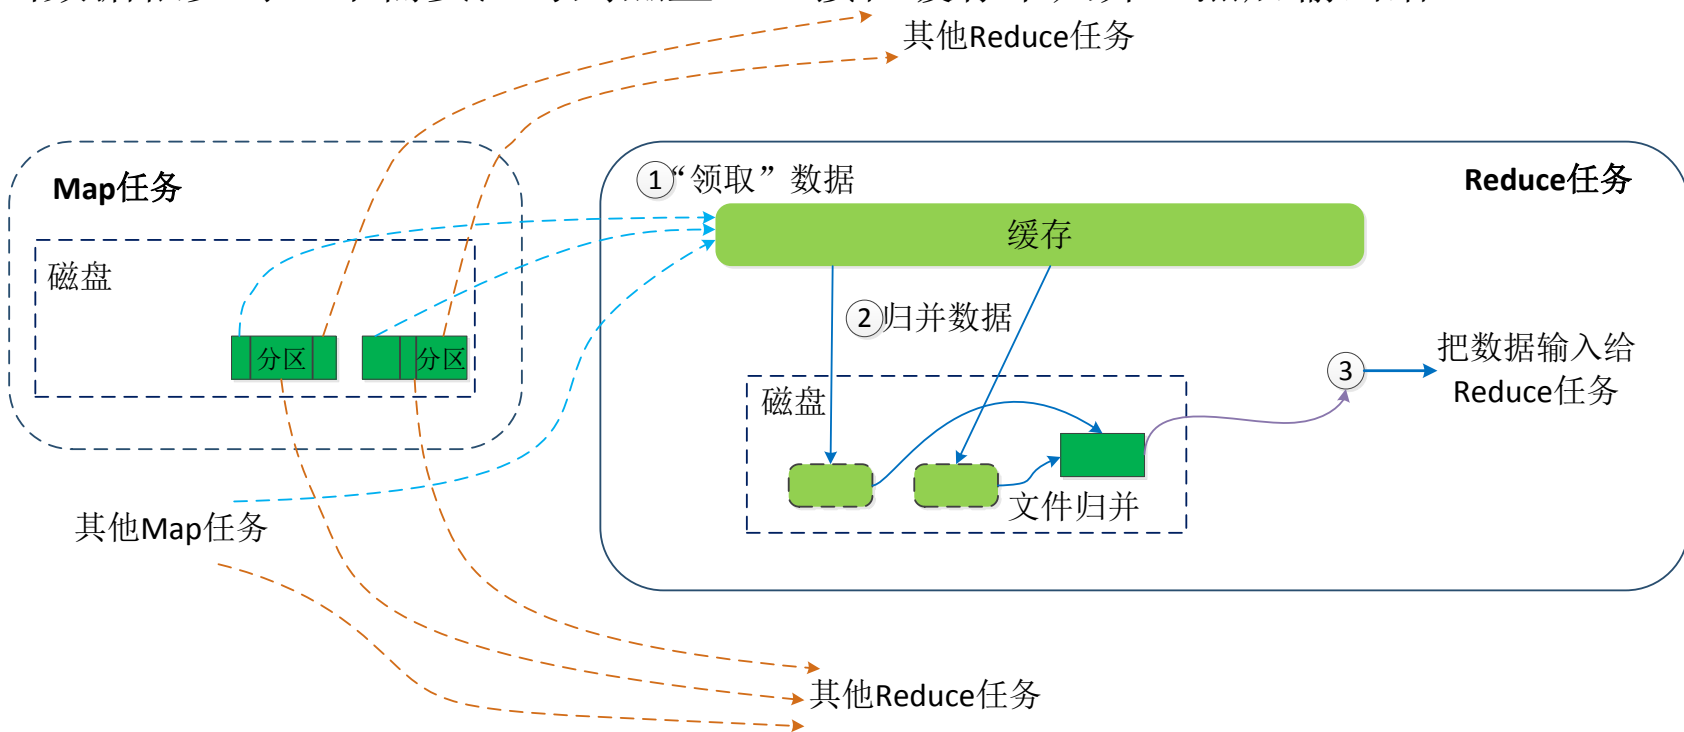 其他Reduce任务
Map任务
①“领取”数据
Reduce任务
缓存
磁盘
②归并数据
分区
分区
③
把数据输入给
Reduce任务
磁盘
文件归并
其他Map任务
其他Reduce任务